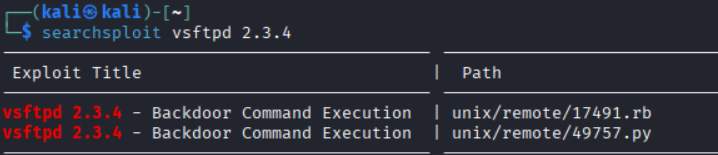 ┌──(kali㉿kali)-[~]
└─$ searchsploit vsftpd 2.3.4
Exploit Title | Path
vsftpd 2.3.4 - Backdoor Command Execution | unix/remote/17491.rb
vsftpd 2.3.4 - Backdoor Command Execution | unix/remote/49757.py